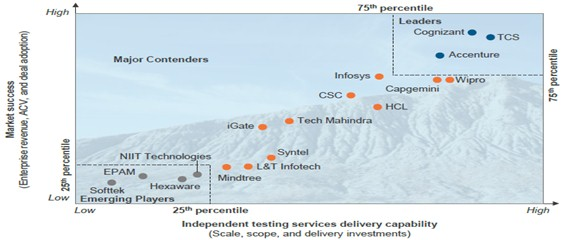 High
75th percentile
Leaders
Cognizant
TCS
Major Contenders
Accenture
Infosys
Capgemini
Wipro
CSC
HCL
Tech Mahindra
iGate
Syntel
NIIT Technologies
L&T Infotech
EPAM
Mindtree
Hexaware
Softtek
Emerging Players
Market success
(Enterprise revenue, ACV, and deal adoption)
25th percentile
75th percentile
Low
Low
25th percentile
High
Independent testing services delivery capability
(Scale, scope, and delivery investments)